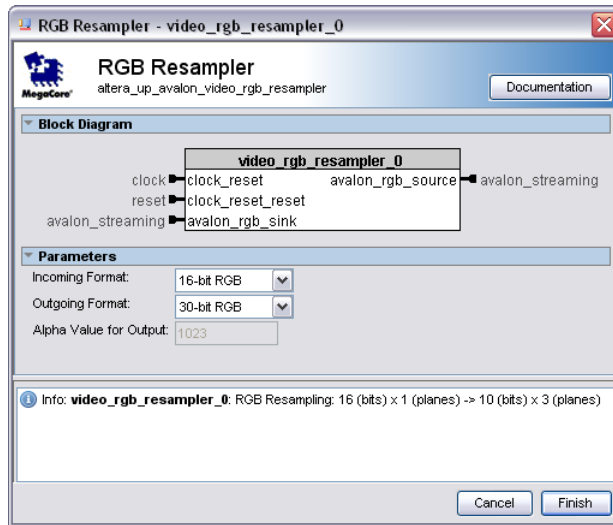 RGB Resampler - video_rgb_resampler_0
MegaCore®
RGB Resampler
altera_up_avalon_video_rgb_resampler
Documentation
Block Diagram
video_rgb_resampler_0
clock clock_reset avalon_rgb_source avalon_streaming
reset clock_reset_reset
avalon_streaming avalon_rgb_sink
Parameters
Incoming Format: 16-bit RGB
Outgoing Format: 30-bit RGB
Alpha Value for Output: 1023
Info: video_rgb_resampler_0: RGB Resampling: 16 (bits) x 1 (planes) -> 10 (bits) x 3 (planes)
Cancel Finish